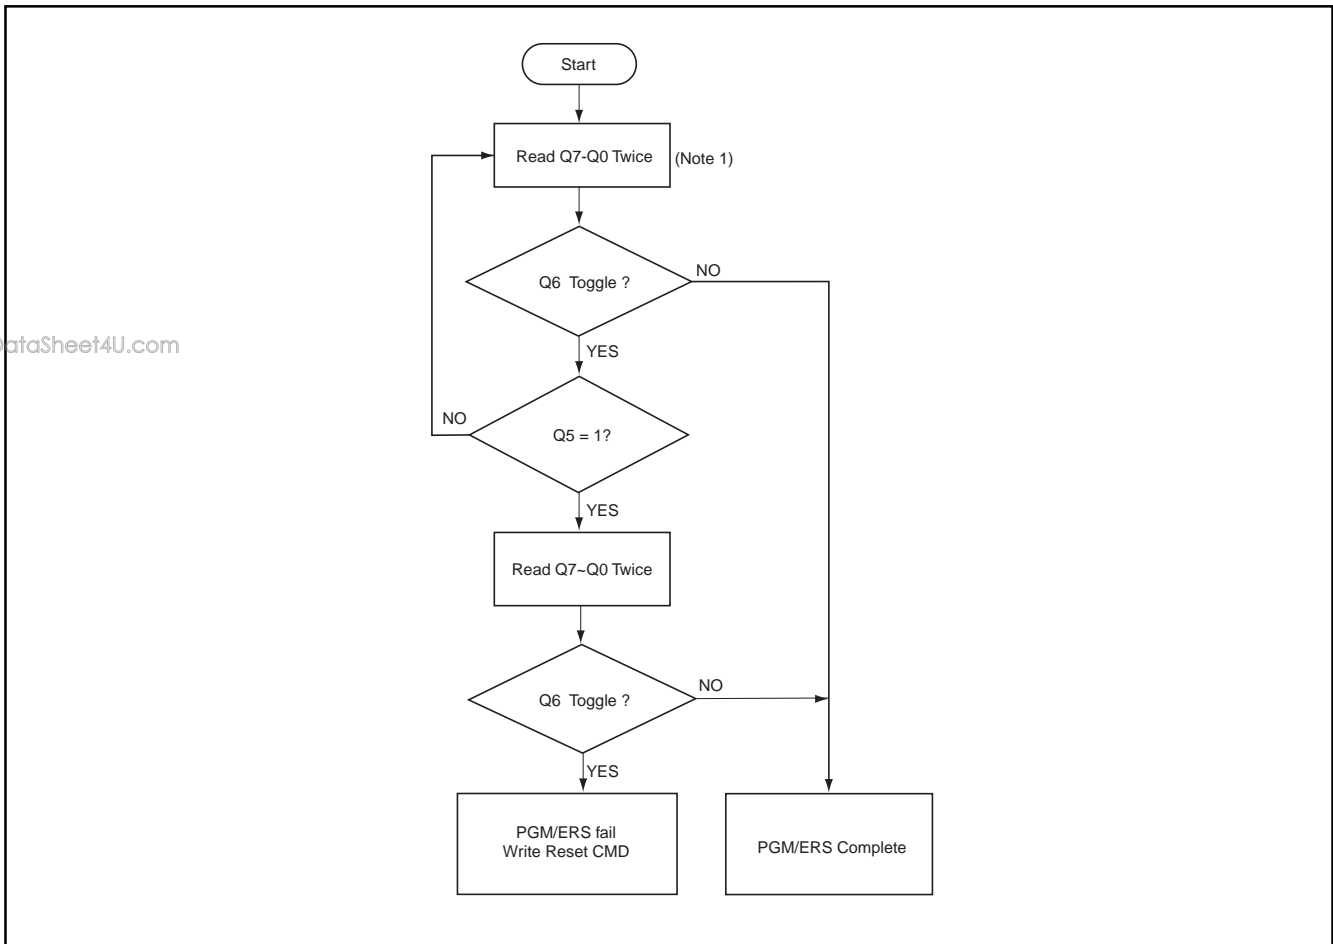 Start
Read Q7-Q0 Twice
(Note 1)
Q6 Toggle ?
NO
YES
NO
Q5 = 1?
YES
Read Q7~Q0 Twice
Q6 Toggle ?
NO
YES
PGM/ERS fail
Write Reset CMD
PGM/ERS Complete
ataSheet4U.com